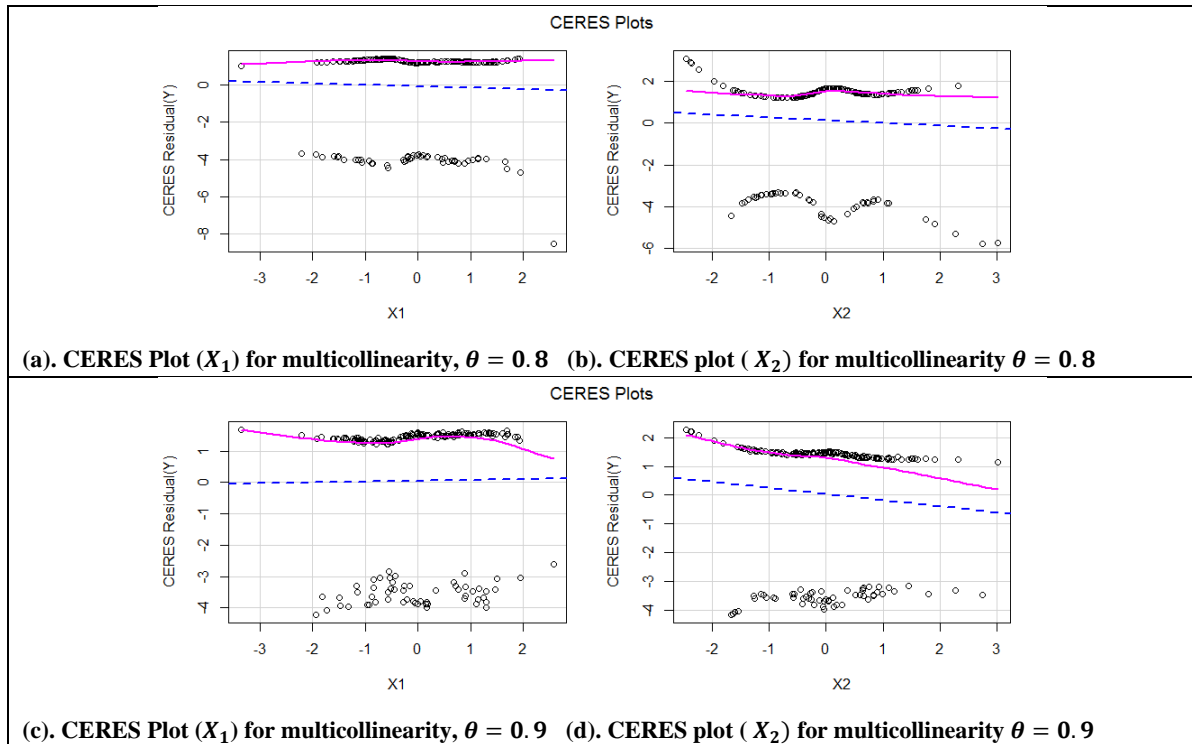 CERES Plots
CERES Residual(Y)
0
-2
-4
-6
-8
-3 -2 -1 0 1 2
X1
CERES Residual(Y)
2
0
-2
-4
-6
-2 -1 0 1 2 3
X2
(a). CERES Plot (𝑿₁) for multicollinearity, 𝜽 = 𝟎. 𝟖 (b). CERES plot ( 𝑿₂) for multicollinearity 𝜽 = 𝟎. 𝟖
CERES Plots
CERES Residual(Y)
1
0
-1
-2
-3
-4
-3 -2 -1 0 1 2
X1
CERES Residual(Y)
2
1
0
-1
-2
-3
-4
-2 -1 0 1 2 3
X2
(c). CERES Plot (𝑿₁) for multicollinearity, 𝜽 = 𝟎. 𝟗 (d). CERES plot ( 𝑿₂) for multicollinearity 𝜽 = 𝟎. 𝟗